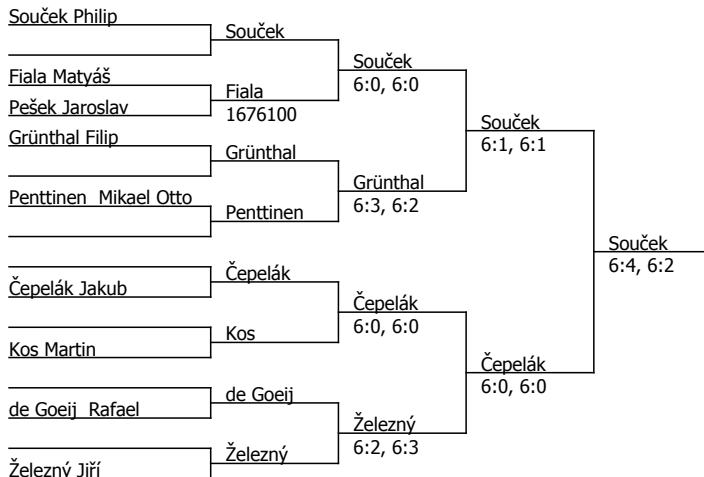 Souček Philip
Souček
Souček
6:0, 6:0
Fiala Matyáš
Fiala
1676100
Pešek Jaroslav
Souček
6:1, 6:1
Grünthal Filip
Grünthal
Grünthal
6:3, 6:2
Penttinen Mikael Otto
Penttinen
Souček
6:4, 6:2
Čepelák
Čepelák Jakub
Čepelák
6:0, 6:0
Kos
Kos Martin
Čepelák
6:0, 6:0
de Goeij
de Goeij Rafael
Železný
6:2, 6:3
Železný
Železný Jiří